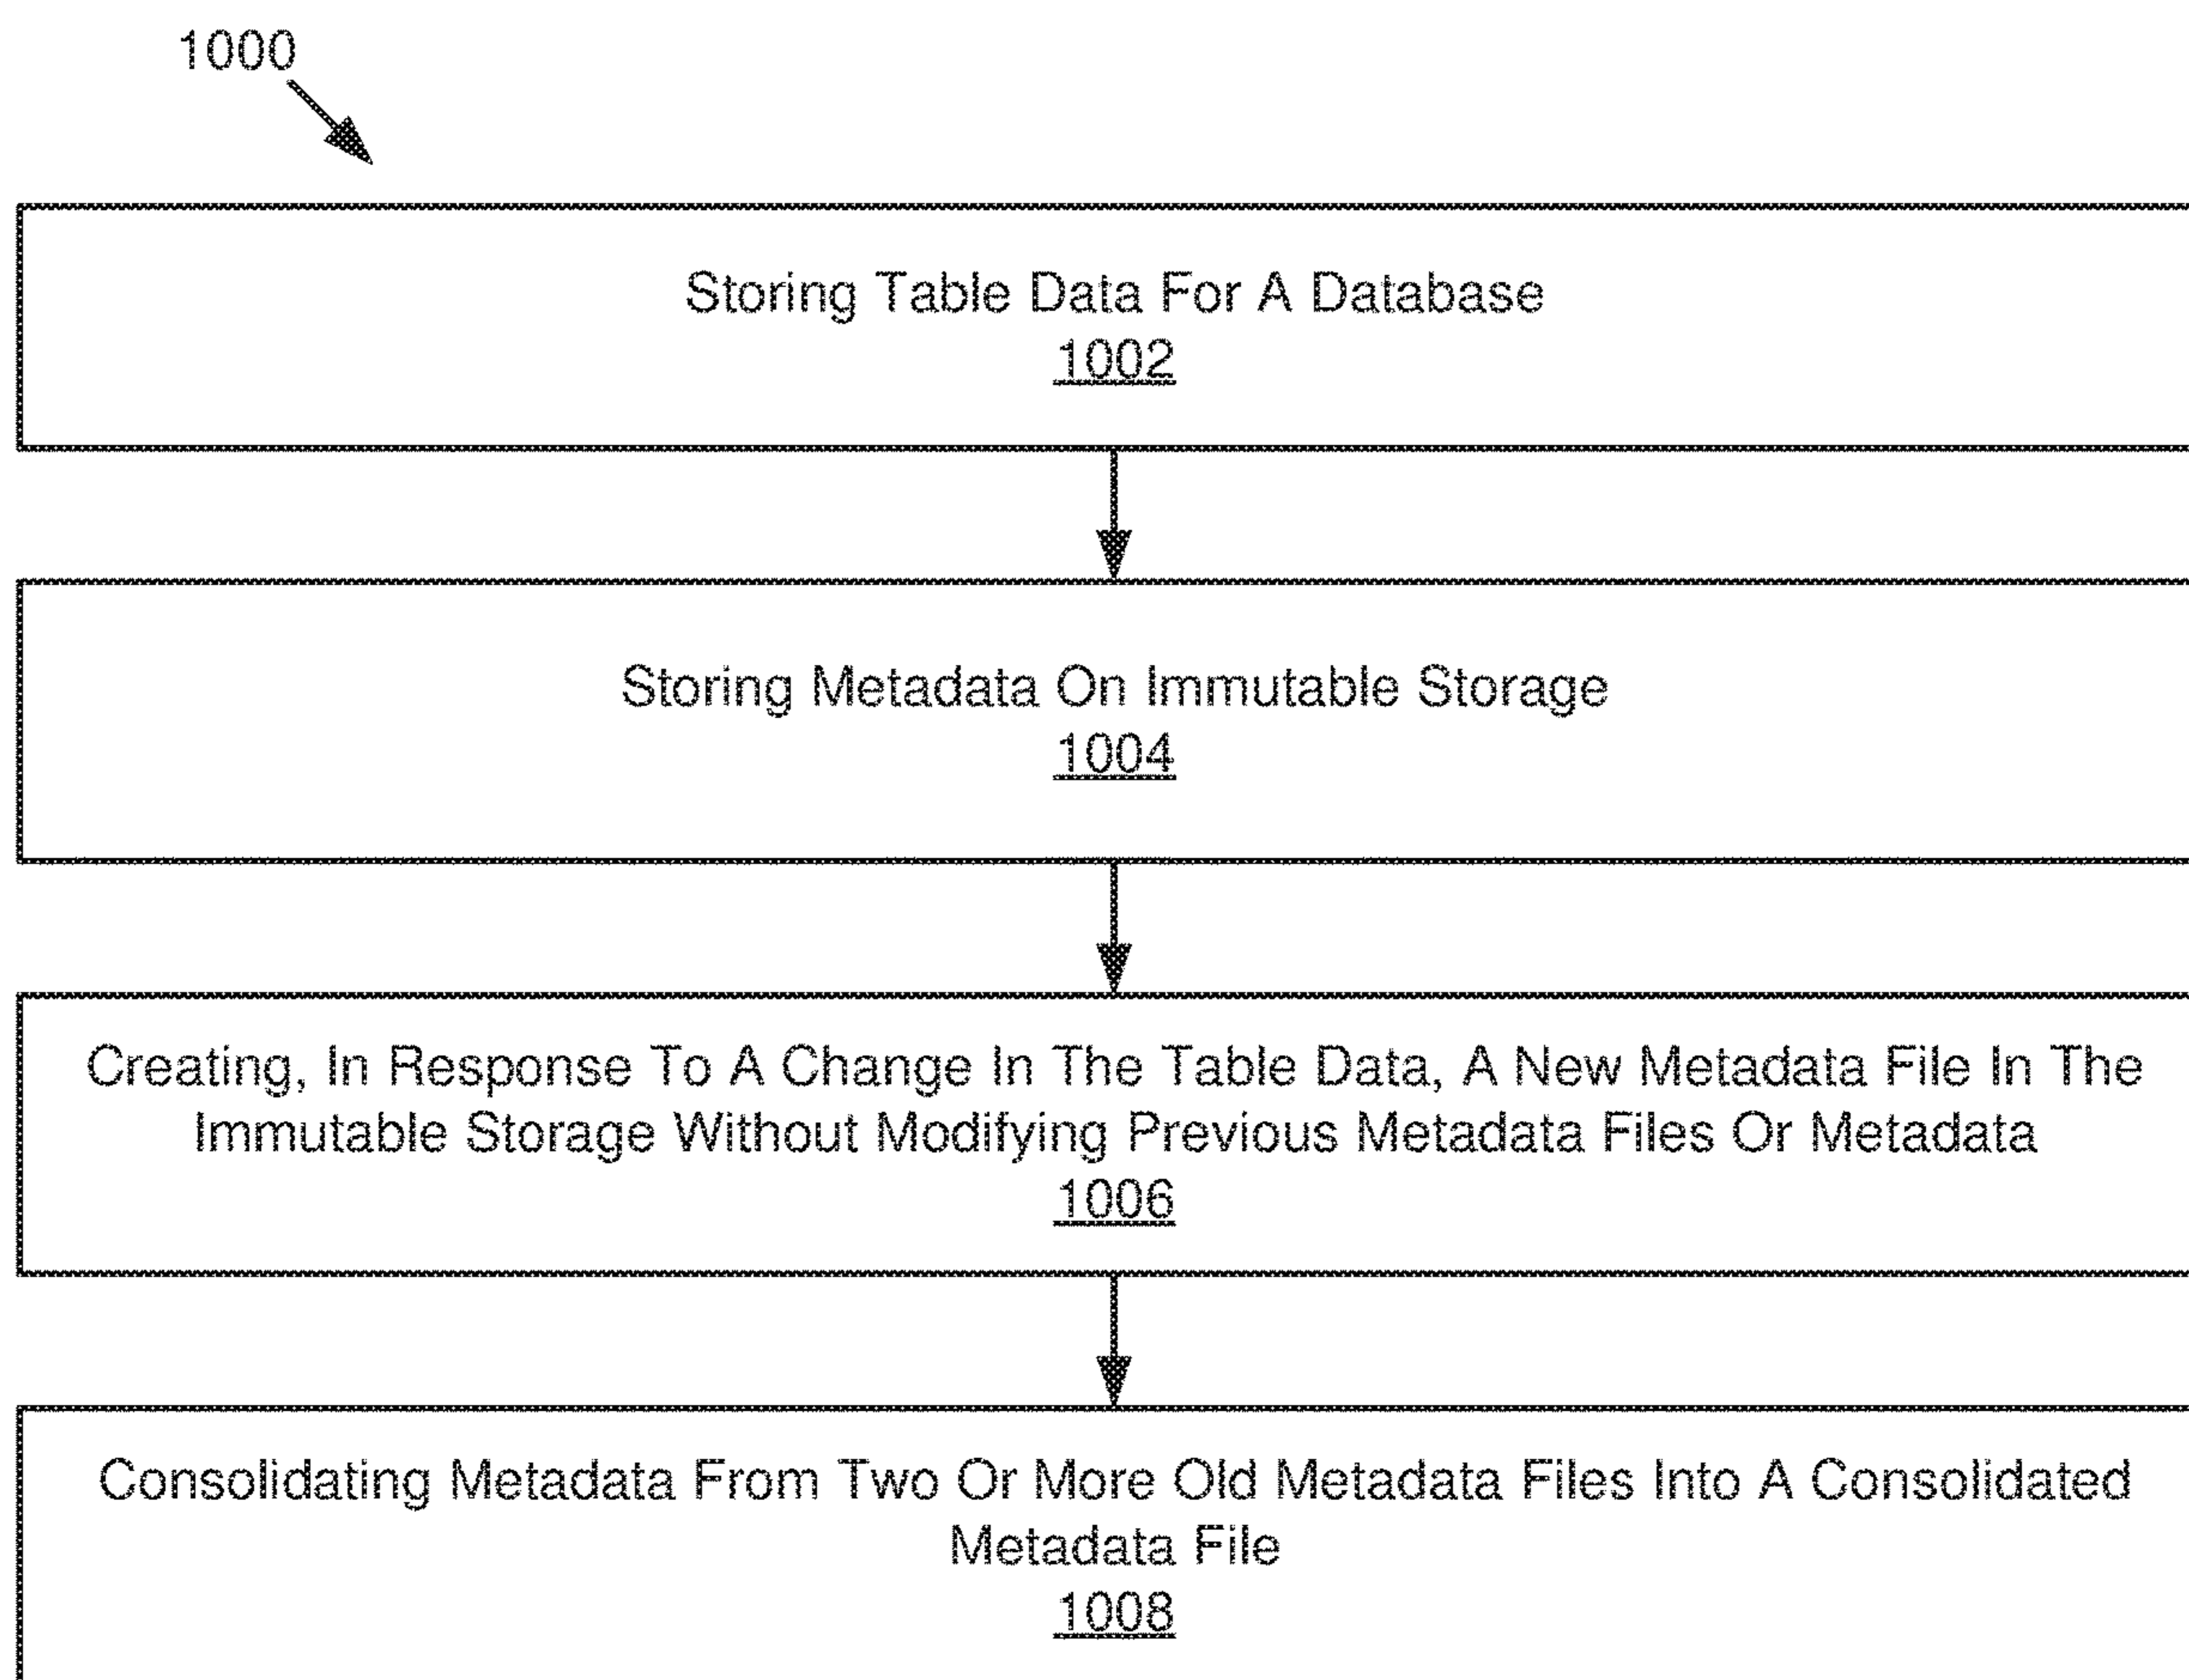 1000
Storing Table Data For A Database
1002
Storing Metadata On Immutable Storage
1004
Creating, In Response To A Change In The Table Data, A New Metadata File In The
Immutable Storage Without Modifying Previous Metadata Files Or Metadata
1006
Consolidating Metadata From Two Or More Old Metadata Files Into A Consolidated
Metadata File
1008